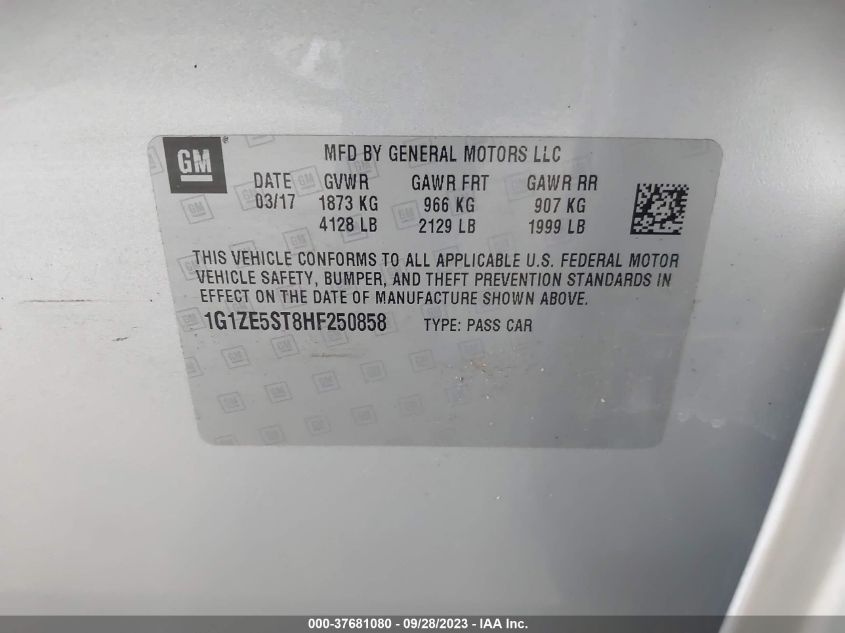 GM ® MFD BY GENERAL MOTORS LLC
DATE GVWR GAWR FRT GAWR RR
03/17 1873 KG 966 KG 907 KG
4128 LB 2129 LB 1999 LB
THIS VEHICLE CONFORMS TO ALL APPLICABLE U.S. FEDERAL MOTOR
VEHICLE SAFETY, BUMPER, AND THEFT PREVENTION STANDARDS IN
EFFECT ON THE DATE OF MANUFACTURE SHOWN ABOVE.
1G1ZE5ST8HF250858 TYPE: PASS CAR
000-37681080 - 09/28/2023 - IAA Inc.